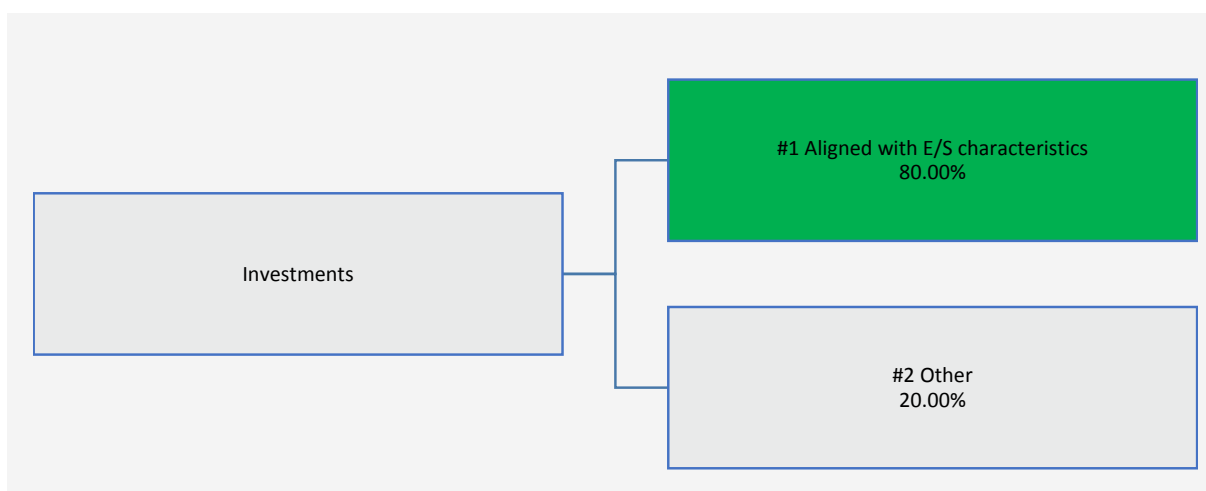 Investments
#1 Aligned with E/S characteristics
80.00%
#2 Other
20.00%